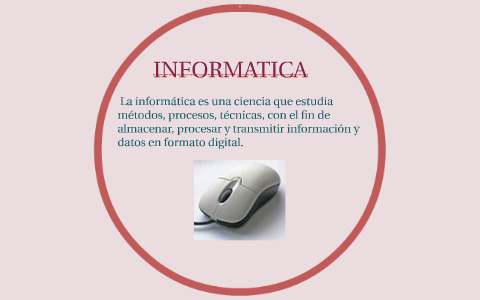 INFORMATICA
La informática es una ciencia que estudia
métodos, procesos, técnicas, con el fin de
almacenar, procesar y transmitir información y
datos en formato digital.